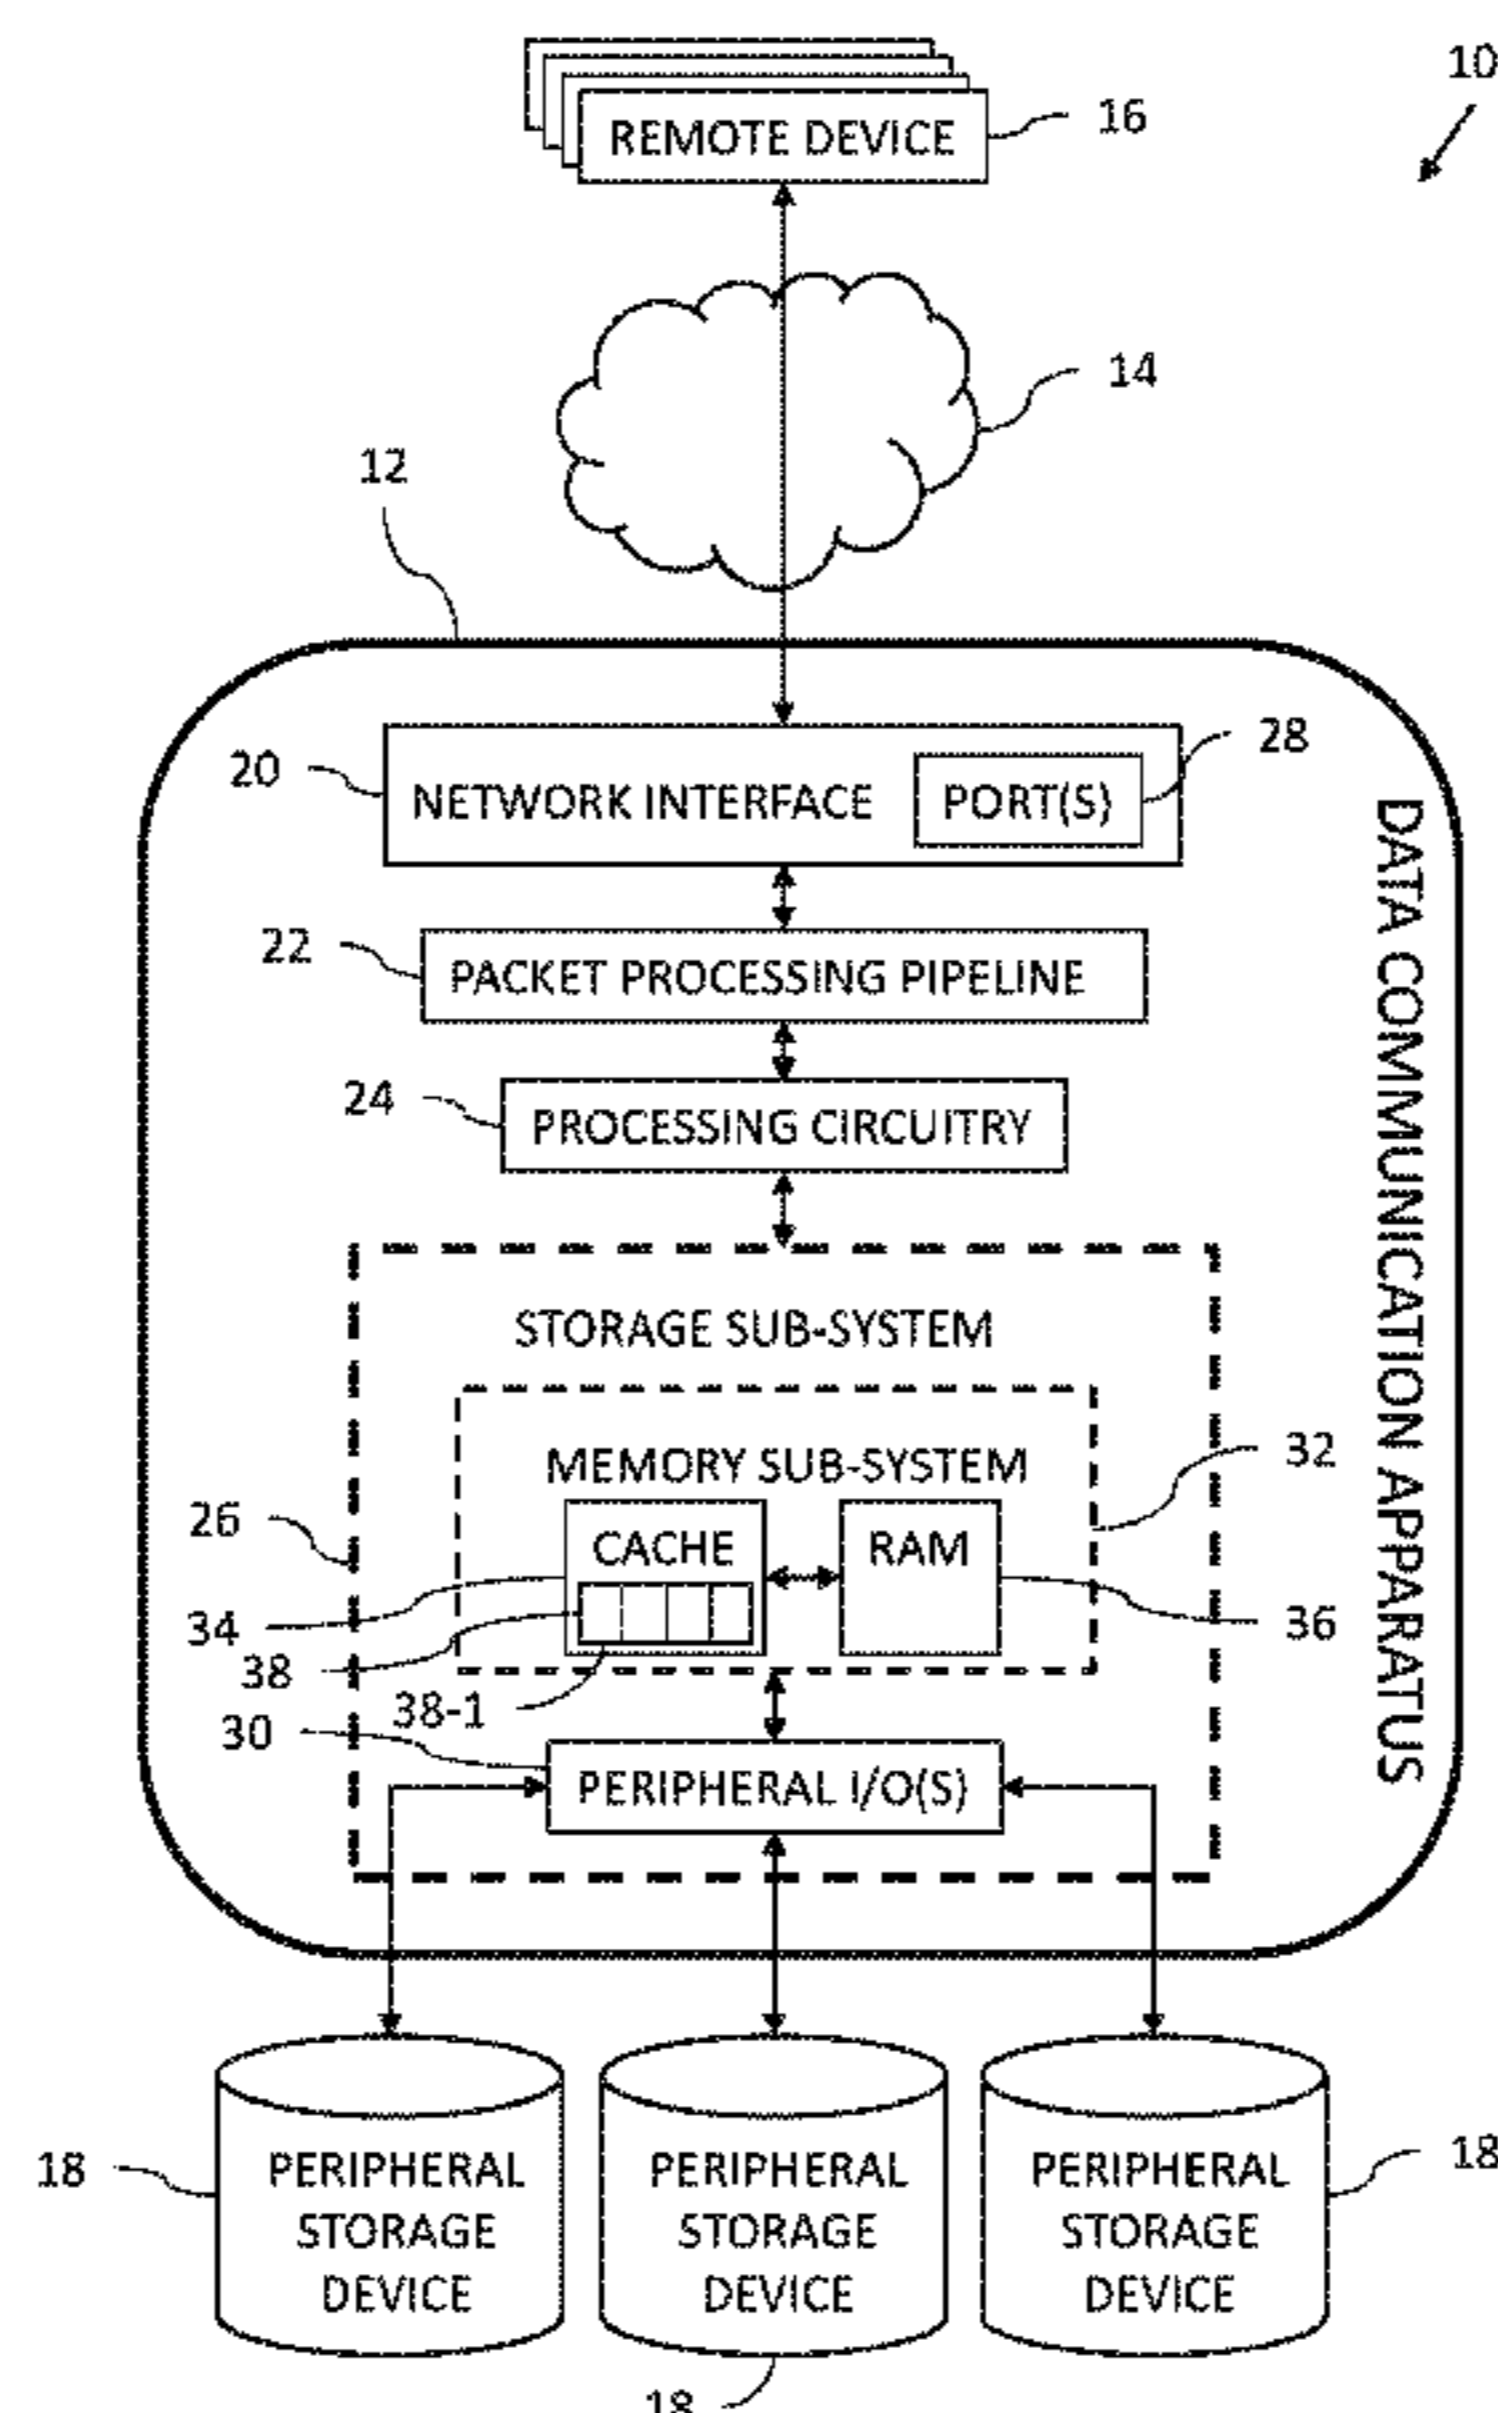 10
REMOTE DEVICE
16
14
12
28
20
NETWORK INTERFACE
PORT(S)
22
PACKET PROCESSING PIPELINE
24
PROCESSING CIRCUITRY
DATA COMMUNICATION APPARATUS
STORAGE SUB-SYSTEM
MEMORY SUB-SYSTEM
32
26
CACHE
RAM
34
36
38
38-1
30
PERIPHERAL I/O(S)
18
PERIPHERAL
STORAGE
DEVICE
PERIPHERAL
STORAGE
DEVICE
PERIPHERAL
STORAGE
DEVICE
18
18